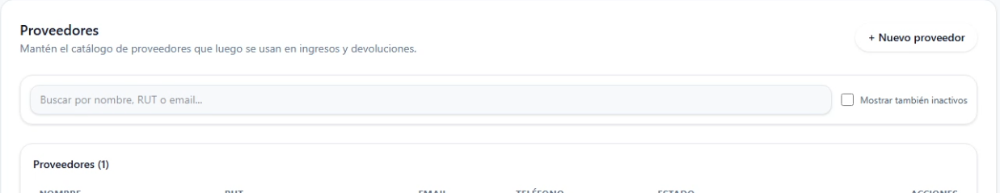 Proveedores
Mantén el catálogo de proveedores que luego se usan en ingresos y devoluciones.
+ Nuevo proveedor
Buscar por nombre, RUT o email...
Mostrar también inactivos
Proveedores (1)
NOMBRE RUT EMAIL TELÉFONO ESTADO ACCIONES